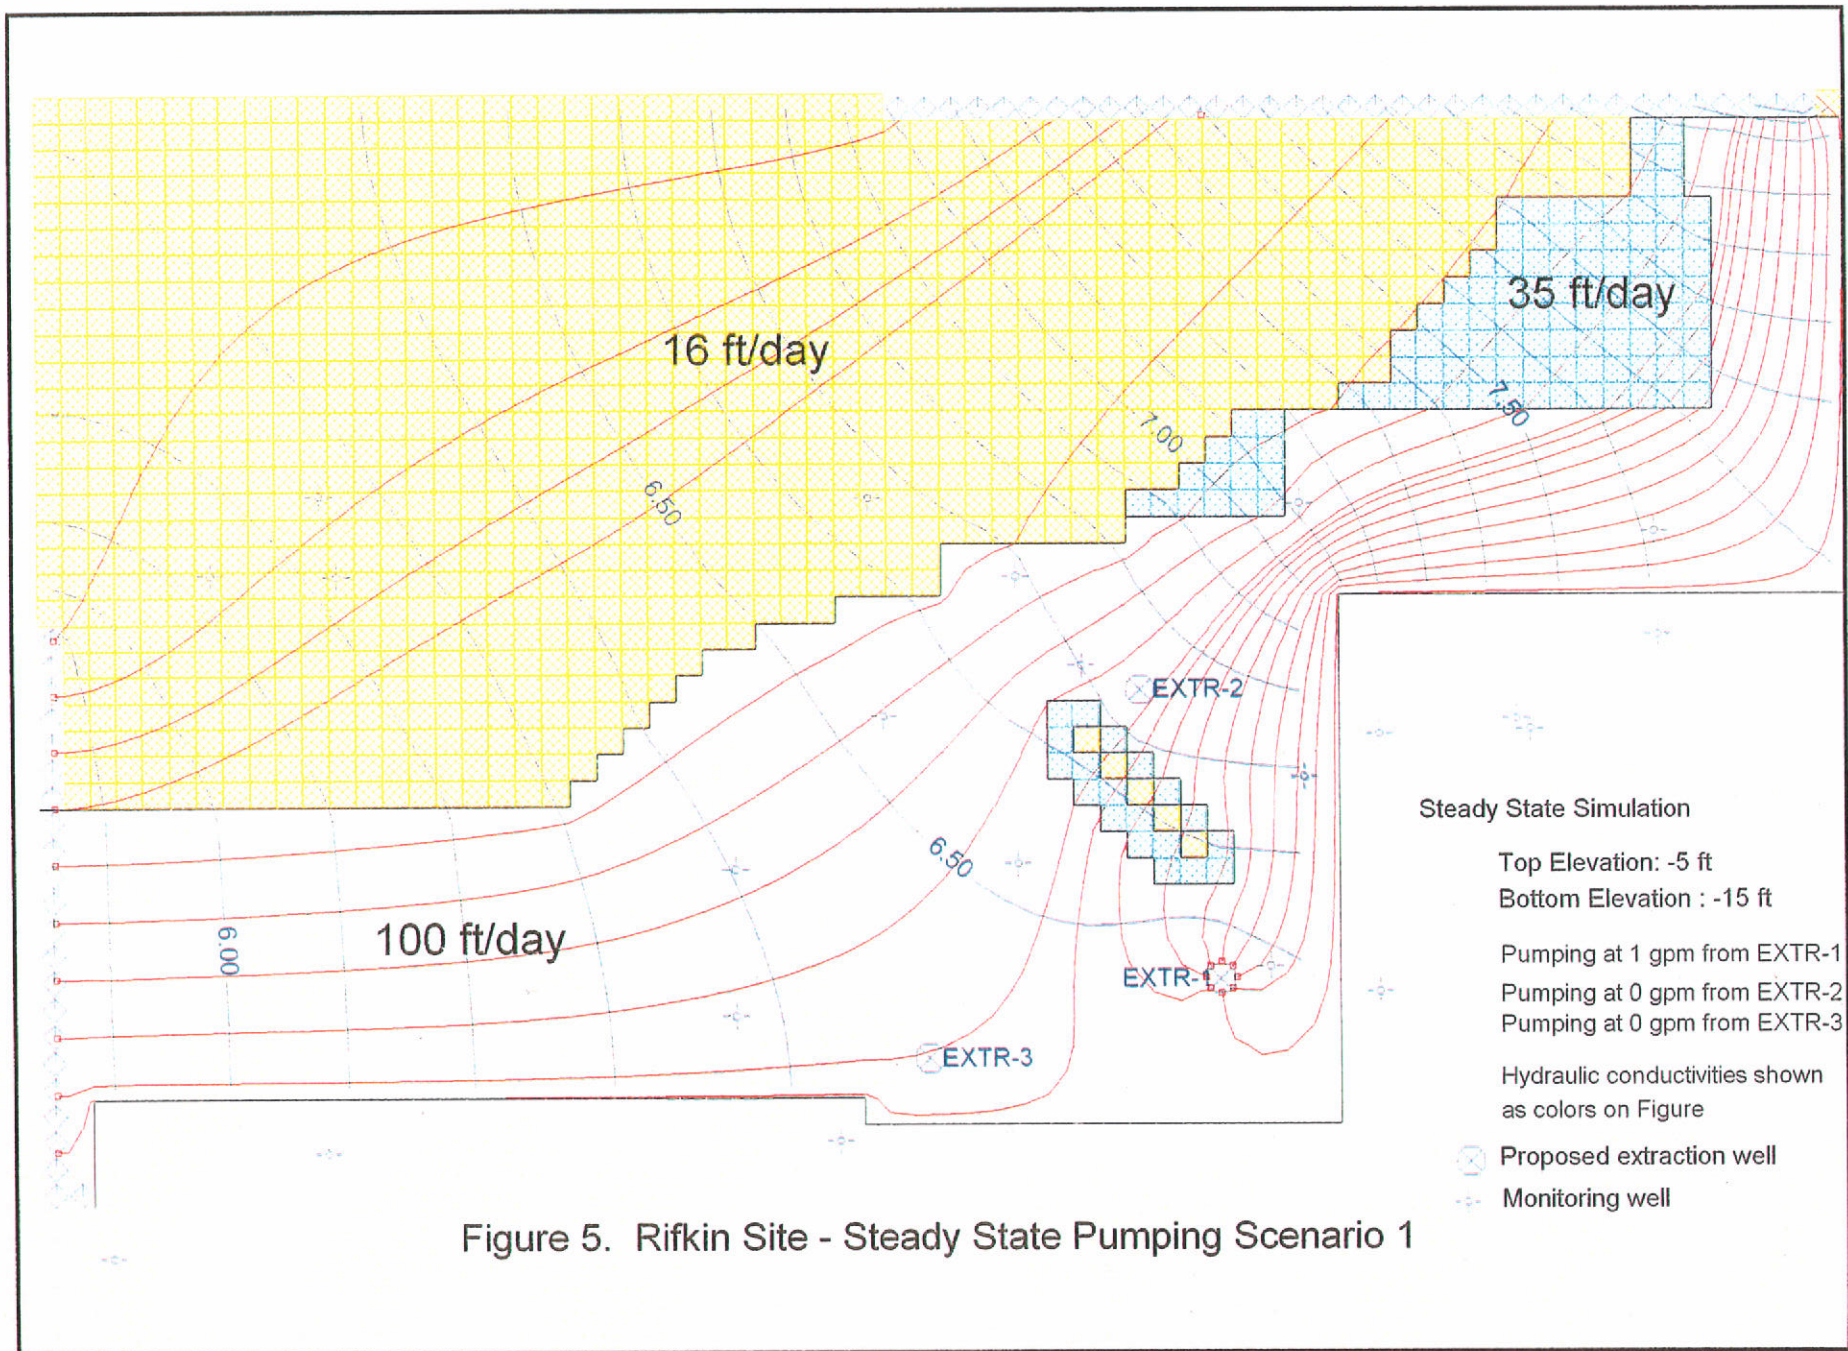 35 ft/day
16 ft/day
7.50
7.00
6.50
EXTR-2
6.50
6.00
100 ft/day
EXTR-1
EXTR-3
Steady State Simulation
Top Elevation: -5 ft
Bottom Elevation : -15 ft
Pumping at 1 gpm from EXTR-1
Pumping at 0 gpm from EXTR-2
Pumping at 0 gpm from EXTR-3
Hydraulic conductivities shown
as colors on Figure
Proposed extraction well
Monitoring well
Figure 5. Rifkin Site - Steady State Pumping Scenario 1